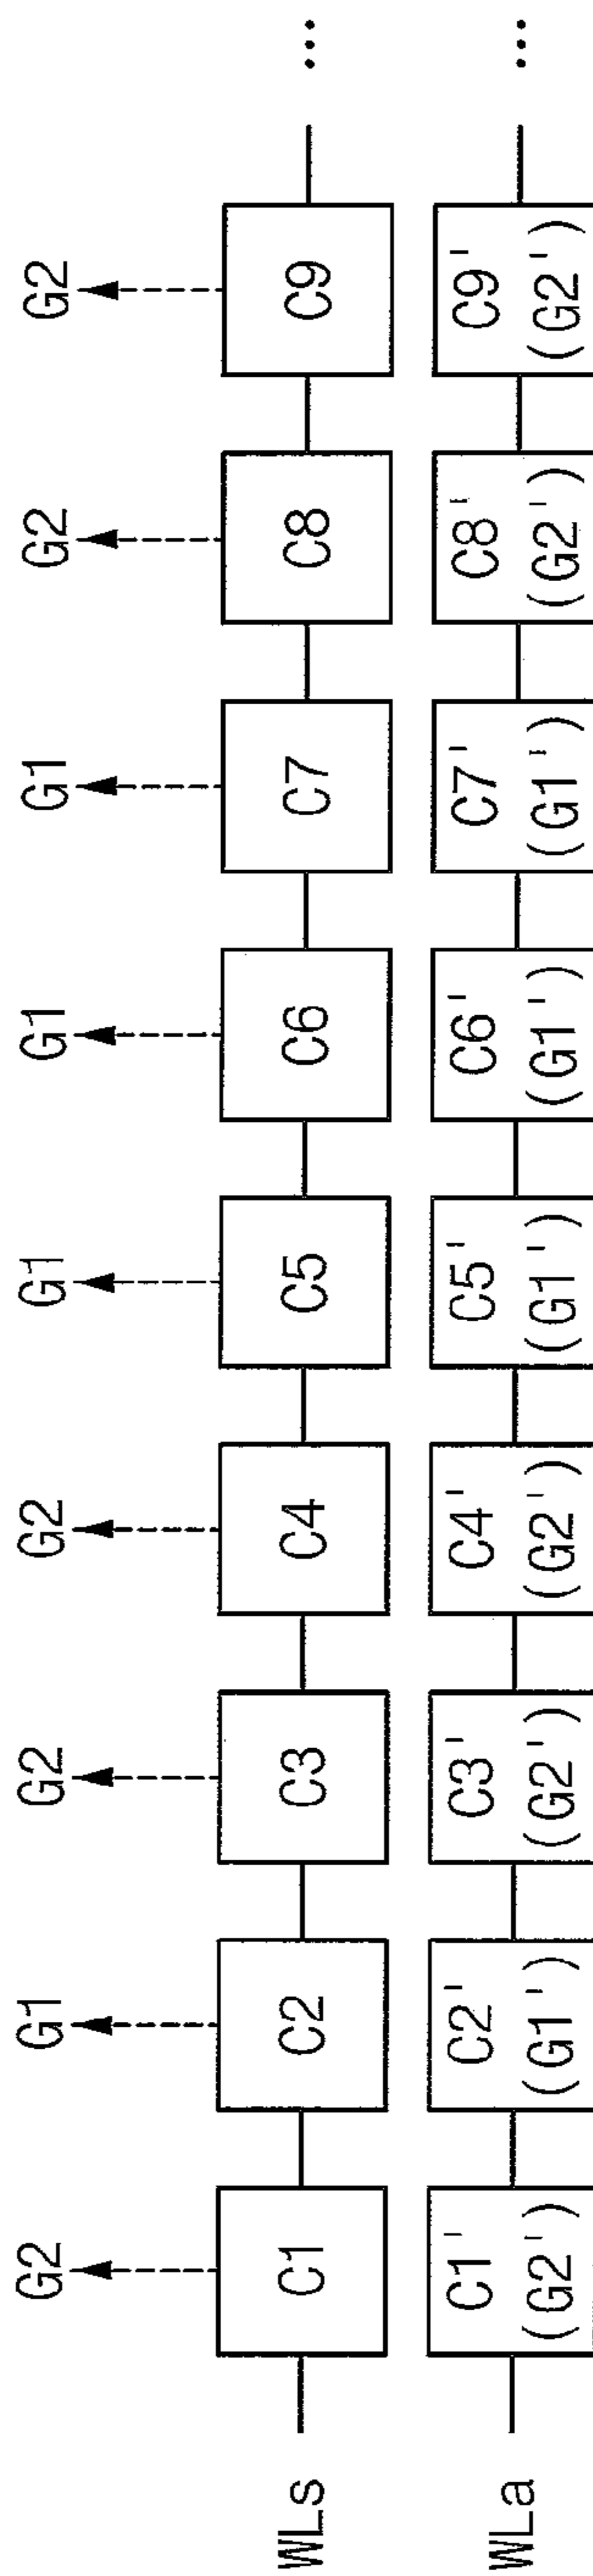 G2 G1 G2 G2 G1 G1 G1 G2 G2
WLs C1 C2 C3 C4 C5 C6 C7 C8 C9 ...
WLa C1' C2' C3' C4' C5' C6' C7' C8' C9' ...
(G2') (G1') (G2') (G2') (G1') (G1') (G1') (G2') (G2')